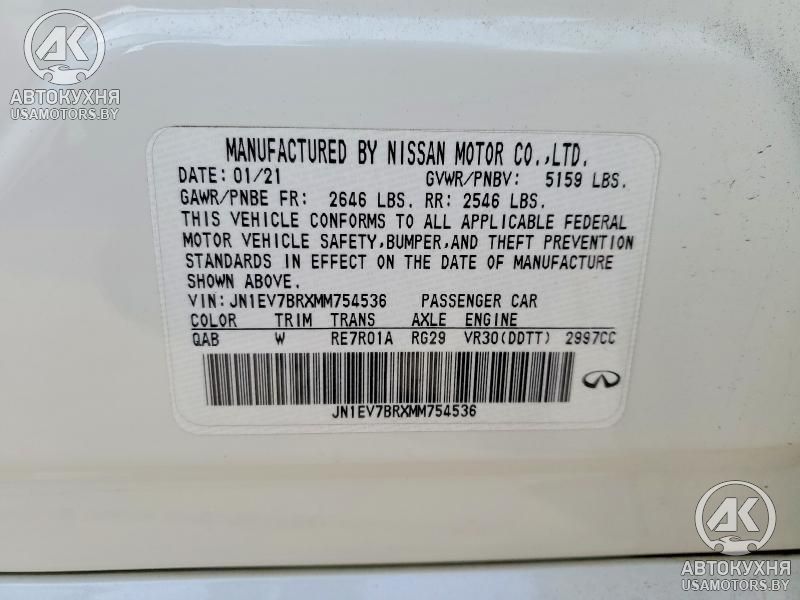 АК
АВТОКУХНЯ
USAMOTORS.BY
MANUFACTURED BY NISSAN MOTOR CO.,LTD.
DATE: 01/21 GVWR/PNBV: 5159 LBS.
GAWR/PNBE FR: 2646 LBS. RR: 2546 LBS.
THIS VEHICLE CONFORMS TO ALL APPLICABLE FEDERAL
MOTOR VEHICLE SAFETY,BUMPER,AND THEFT PREVENTION
STANDARDS IN EFFECT ON THE DATE OF MANUFACTURE
SHOWN ABOVE.
VIN:JN1EV7BRXMM754536 PASSENGER CAR
COLOR TRIM TRANS AXLE ENGINE
QAB W RE7R01A RG29 VR30(DDTT) 2997CC
JN1EV7BRXMM754536
АК
АВТОКУХНЯ
USAMOTORS.BY